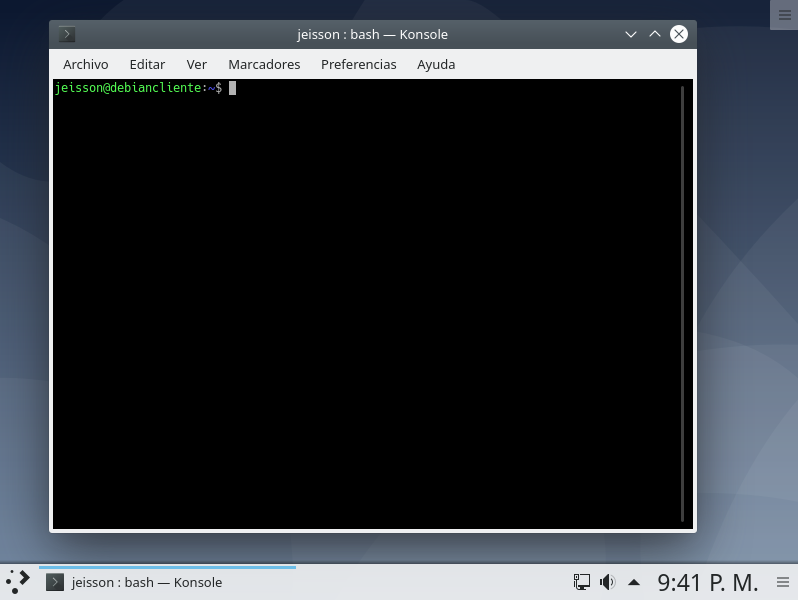 jeisson : bash — Konsole
Archivo Editar Ver Marcadores Preferencias Ayuda
jeisson@debiancliente:~$
jeisson : bash — Konsole
9:41 P. M.